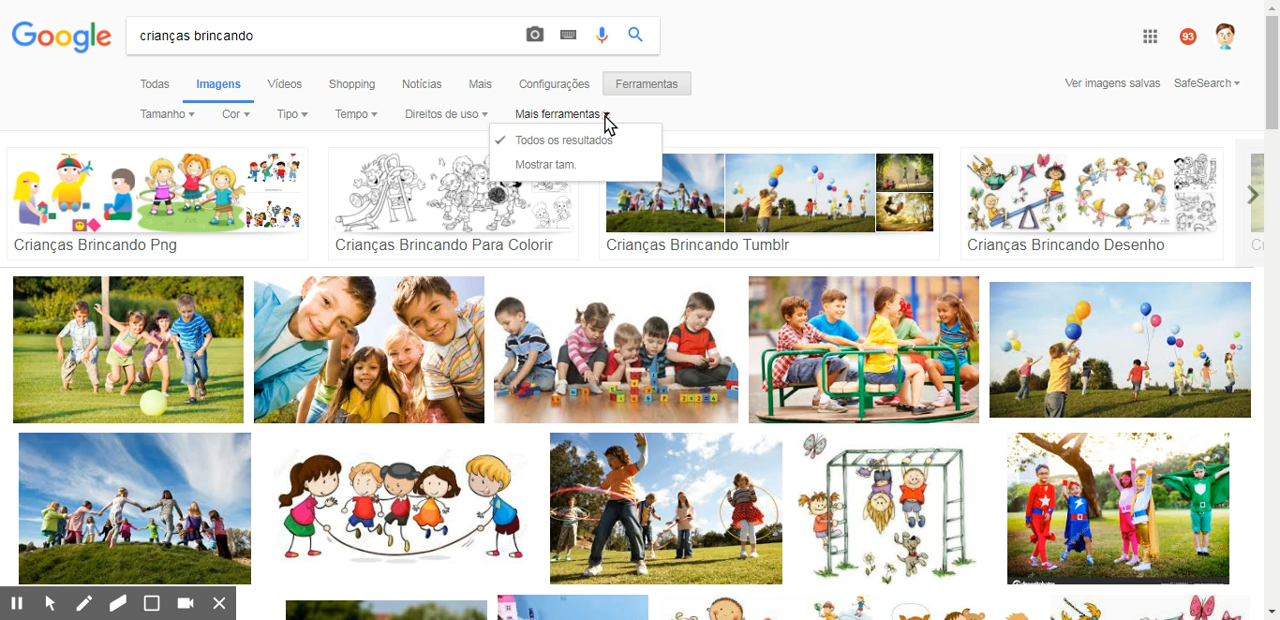 Google
crianças brincando
93
Todas Imagens Vídeos Shopping Notícias Mais Configurações Ferramentas Ver imagens salvas SafeSearch
Tamanho Cor Tipo Tempo Direitos de uso Mais ferramentas
Todos os resultados
Mostrar tam.
Crianças Brincando Png Crianças Brincando Para Colorir Crianças Brincando Tumblr Crianças Brincando Desenho